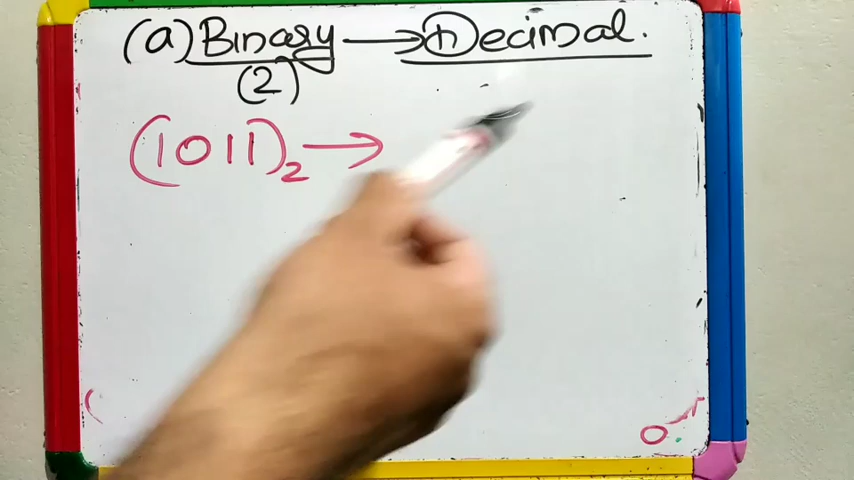 (a) Binary → Decimal.
(2)
(1011)₂ →